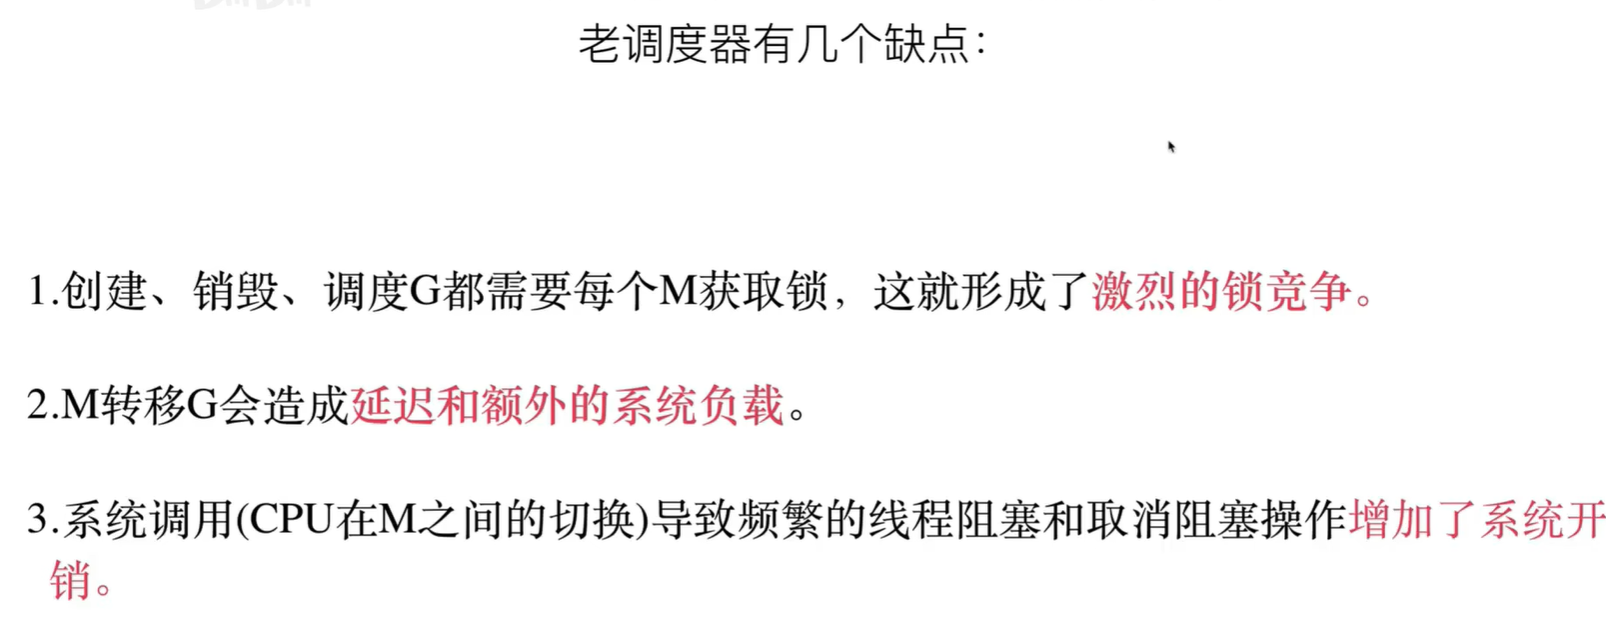 老调度器有几个缺点：
1.创建、销毁、调度G都需要每个M获取锁，这就形成了激烈的锁竞争。
2.M转移G会造成延迟和额外的系统负载。
3.系统调用(CPU在M之间的切换)导致频繁的线程阻塞和取消阻塞操作增加了系统开
销。